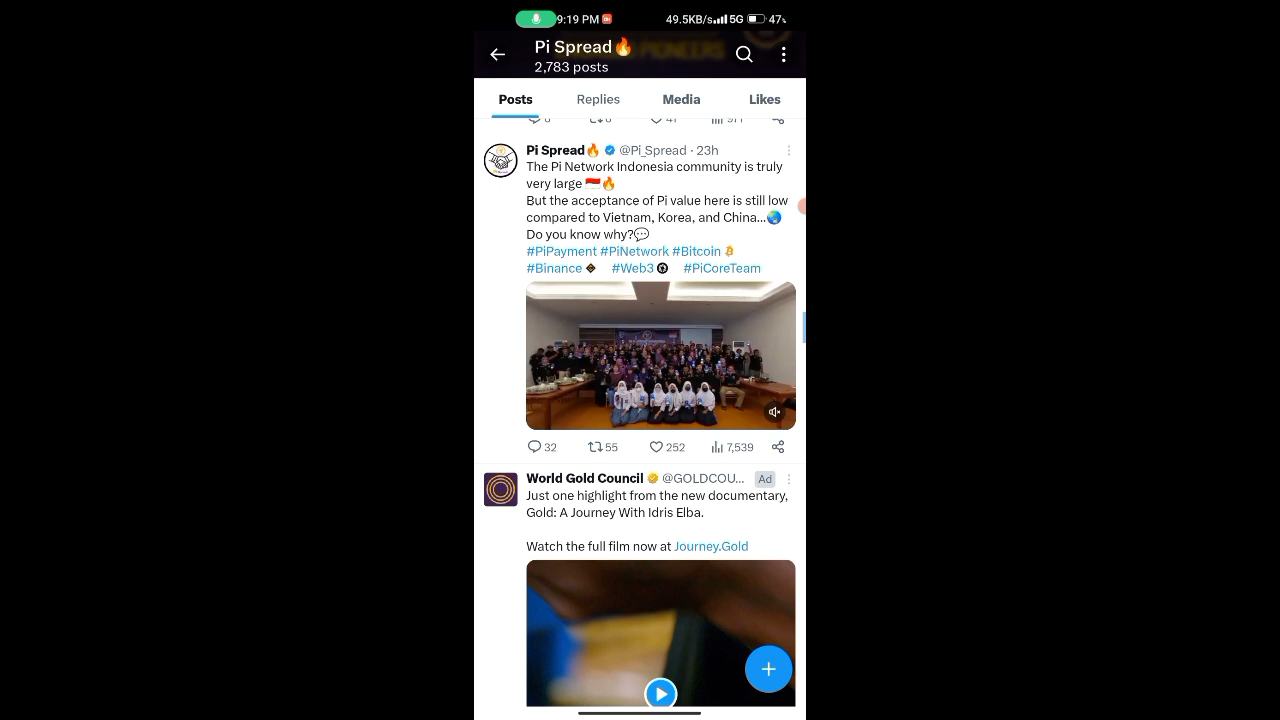 9:19 PM 49.5KB/s 5G 47%
Pi Spread🔥
2,783 posts
Posts Replies Media Likes
Pi Spread🔥 @Pi_Spread · 23h
The Pi Network Indonesia community is truly
very large 🇮🇩🔥
But the acceptance of Pi value here is still low
compared to Vietnam, Korea, and China...🌏
Do you know why?💬
#PiPayment #PiNetwork #Bitcoin
#Binance #Web3 #PiCoreTeam
32 55 252 7,539
World Gold Council @GOLDCOU... Ad
Just one highlight from the new documentary,
Gold: A Journey With Idris Elba.
Watch the full film now at Journey.Gold